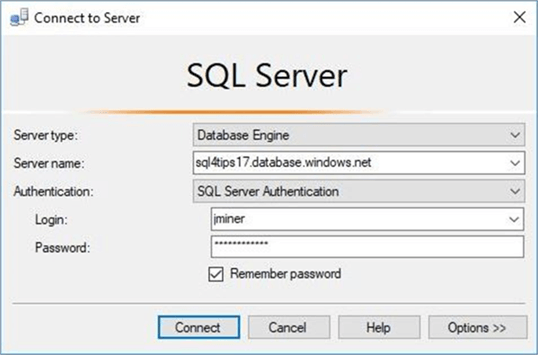 Connect to Server
SQL Server
Server type: Database Engine
Server name: sql4tips17.database.windows.net
Authentication: SQL Server Authentication
Login: jminer
Password: ************
Remember password
Connect Cancel Help Options >>